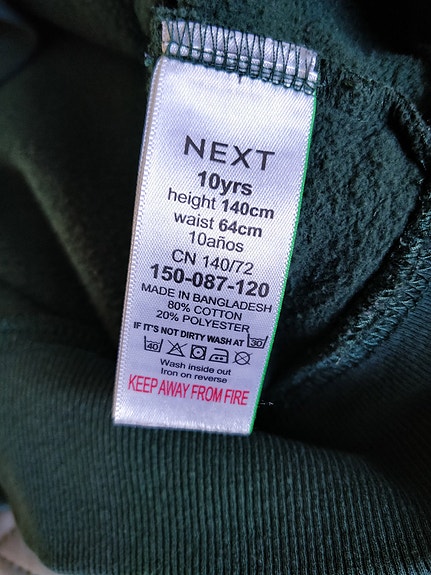 NEXT
10yrs
height 140cm
waist 64cm
10años
CN 140/72
150-087-120
MADE IN BANGLADESH
80% COTTON
20% POLYESTER
IF IT'S NOT DIRTY WASH AT 30
40
Wash inside out
Iron on reverse
KEEP AWAY FROM FIRE